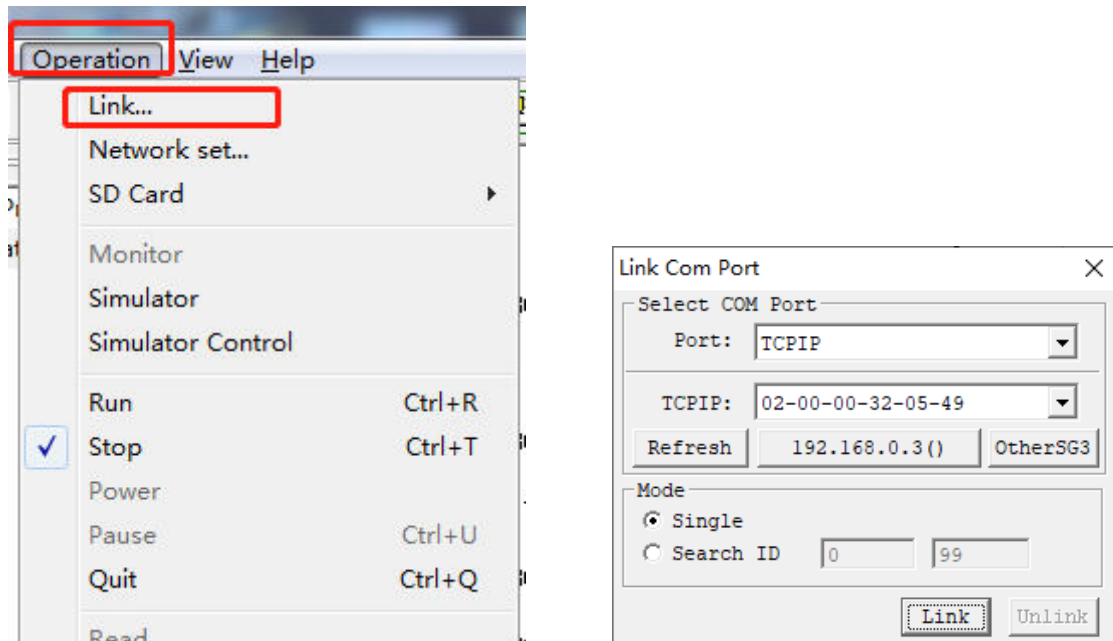 Operation View Help
Link...
Network set...
SD Card
Monitor
Simulator
Simulator Control
Run Ctrl+R
Stop Ctrl+T
Power
Pause Ctrl+U
Quit Ctrl+Q
Read
Link Com Port
Select COM Port
Port: TCPIP
TCPIP: 02-00-00-32-05-49
Refresh 192.168.0.3() OtherSG3
Mode
Single
Search ID 0 99
Link Unlink